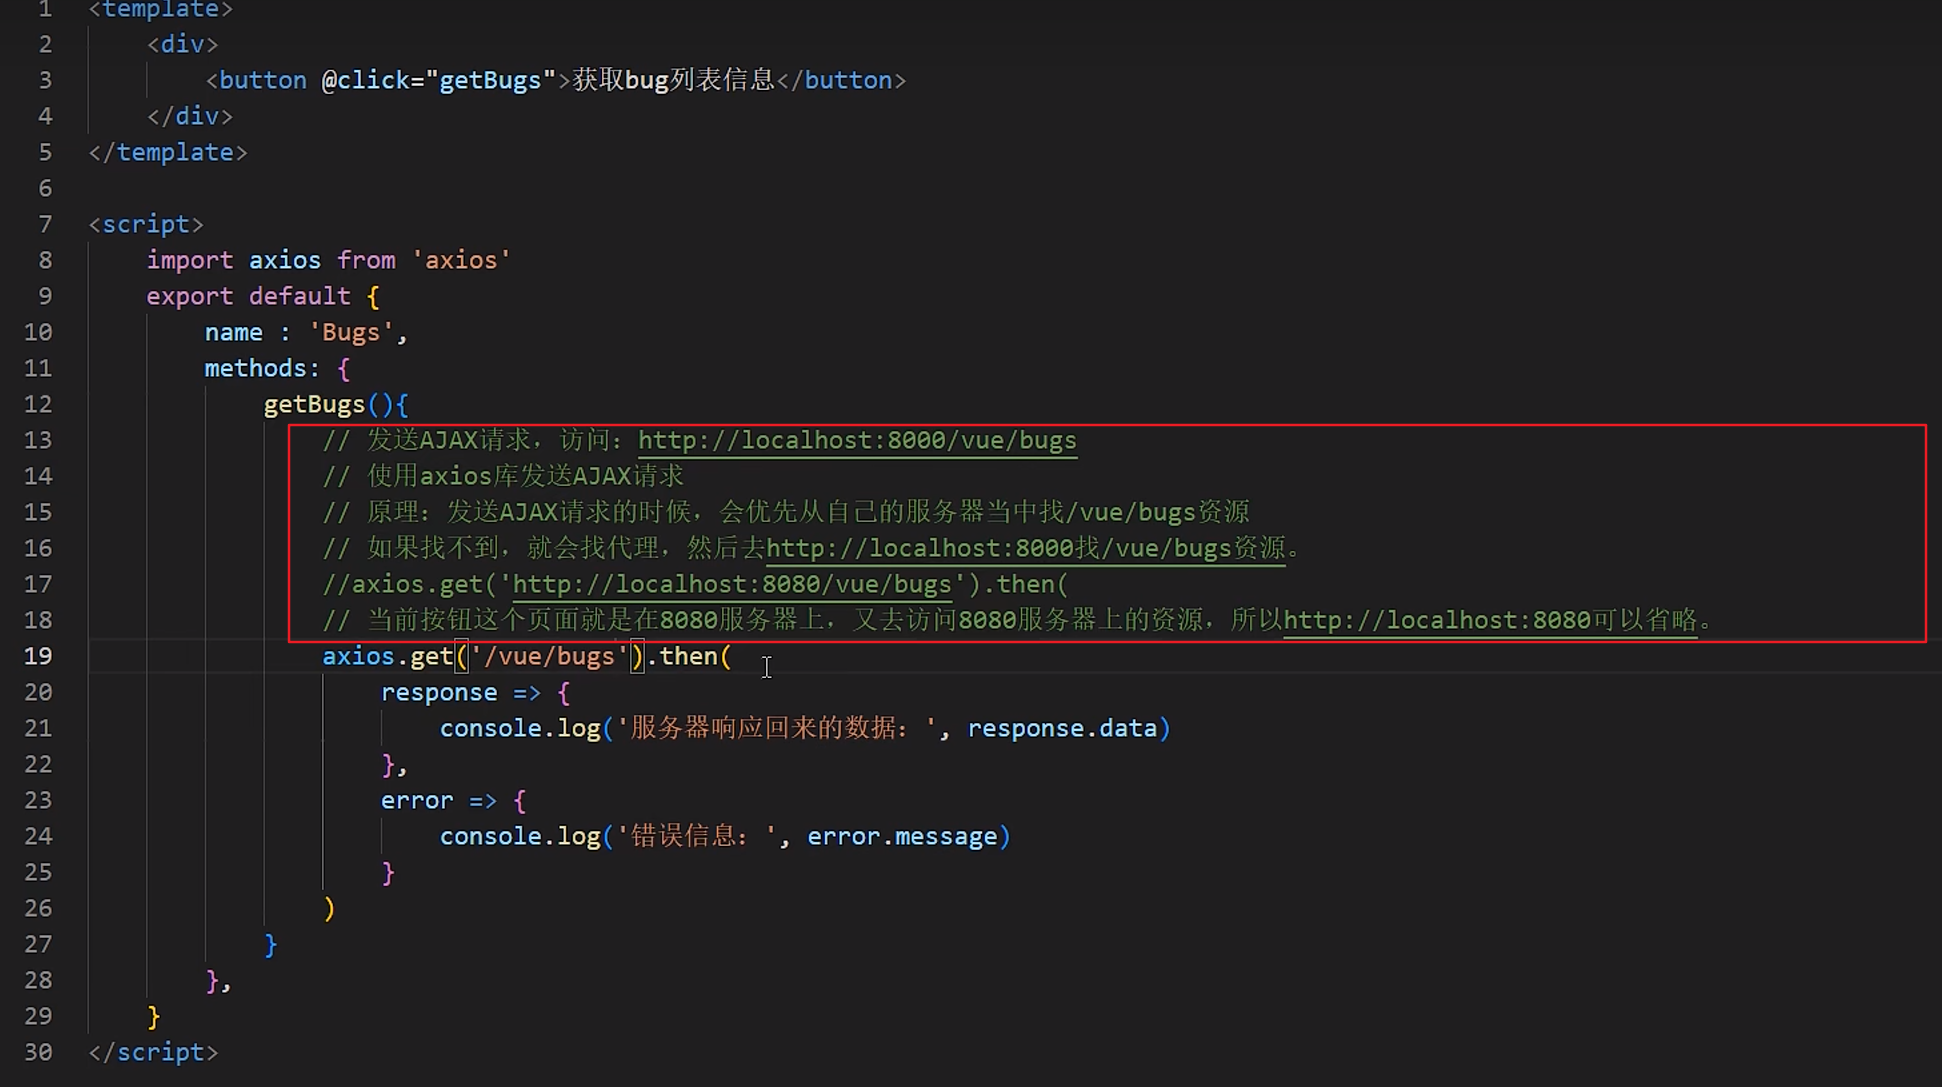 1 <template>
2 <div>
3 <button @click="getBugs">获取bug列表信息</button>
4 </div>
5 </template>
6
7 <script>
8 import axios from 'axios'
9 export default {
10 name : 'Bugs',
11 methods: {
12 getBugs(){
13 // 发送AJAX请求，访问：http://localhost:8000/vue/bugs
14 // 使用axios库发送AJAX请求
15 // 原理：发送AJAX请求的时候，会优先从自己的服务器当中找/vue/bugs资源
16 // 如果找不到，就会找代理，然后去http://localhost:8000找/vue/bugs资源。
17 //axios.get('http://localhost:8080/vue/bugs').then(
18 // 当前按钮这个页面就是在8080服务器上，又去访问8080服务器上的资源，所以http://localhost:8080可以省略。
19 axios.get('/vue/bugs').then(
20 response => {
21 console.log('服务器响应回来的数据：', response.data)
22 },
23 error => {
24 console.log('错误信息：', error.message)
25 }
26 )
27 }
28 },
29 }
30 </script>